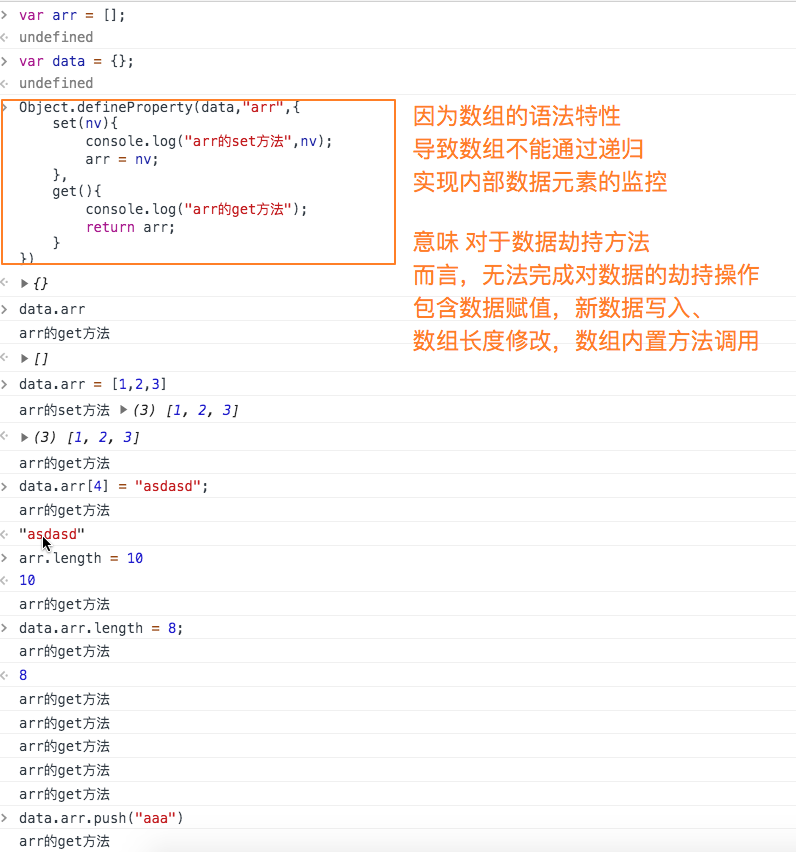 var arr = [];
undefined
var data = {};
undefined
Object.defineProperty(data,"arr",{
set(nv){
console.log("arr的set方法",nv);
arr = nv;
},
get(){
console.log("arr的get方法");
return arr;
}
})
因为数组的语法特性
导致数组不能通过递归
实现内部数据元素的监控
意味 对于数据劫持方法
而言，无法完成对数据的劫持操作
包含数据赋值，新数据写入、
数组长度修改，数组内置方法调用
{}
data.arr
arr的get方法
[]
data.arr = [1,2,3]
arr的set方法 (3) [1, 2, 3]
(3) [1, 2, 3]
arr的get方法
data.arr[4] = "asdasd";
arr的get方法
"asdasd"
arr.length = 10
10
arr的get方法
data.arr.length = 8;
arr的get方法
8
arr的get方法
arr的get方法
arr的get方法
arr的get方法
arr的get方法
data.arr.push("aaa")
arr的get方法